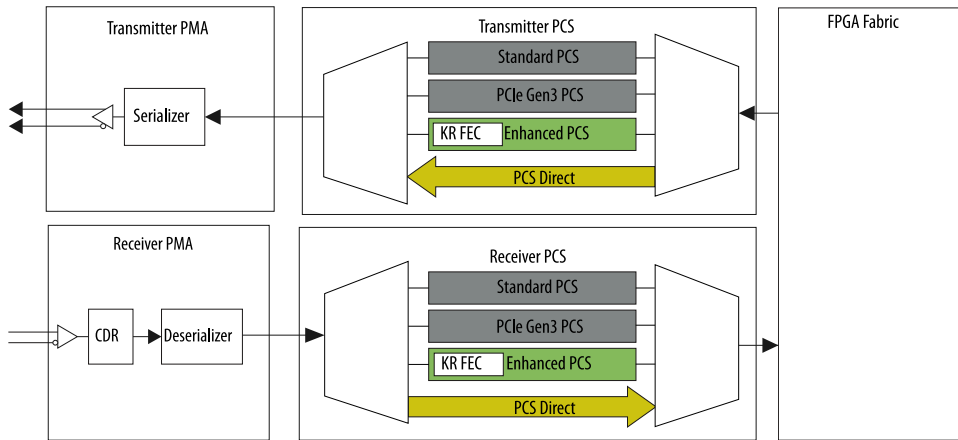 Transmitter PMA
Transmitter PCS
FPGA Fabric
Standard PCS
PCIe Gen3 PCS
Serializer
KR FEC Enhanced PCS
PCS Direct
Receiver PMA
Receiver PCS
Standard PCS
PCIe Gen3 PCS
CDR
Deserializer
KR FEC Enhanced PCS
PCS Direct